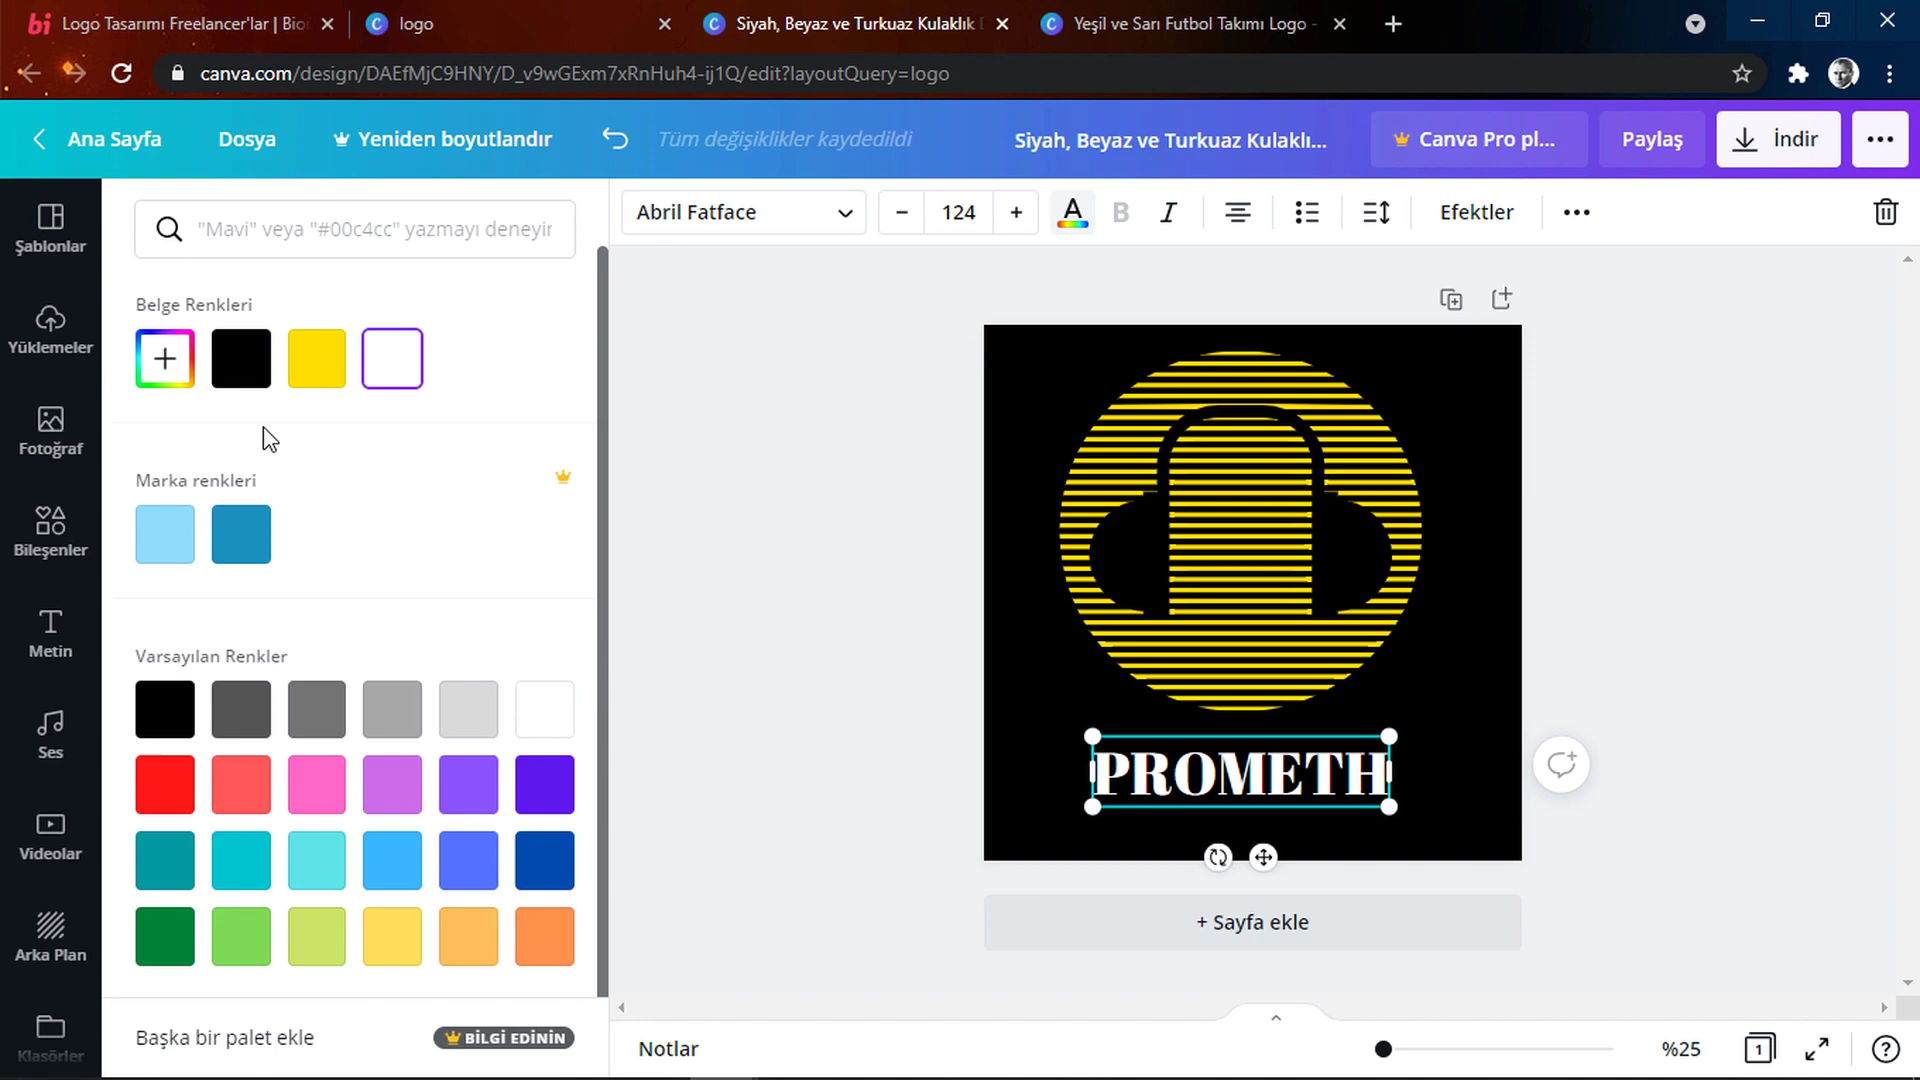 Logo Tasarımı Freelancer'lar | Bio
logo
Siyah, Beyaz ve Turkuaz Kulaklık
Yeşil ve Sarı Futbol Takımı Logo -
canva.com/design/DAEfMjC9HNY/D_v9wGExm7xRnHuh4-ij1Q/edit?layoutQuery=logo
Ana Sayfa
Dosya
Yeniden boyutlandır
Tüm değişiklikler kaydedildi
Siyah, Beyaz ve Turkuaz Kulaklı...
Canva Pro pl...
Paylaş
İndir
Abril Fatface
124
A
B
I
Efektler
"Mavi" veya "#00c4cc" yazmayı deneyin
Şablonlar
Yüklemeler
Fotoğraf
Bileşenler
Metin
Ses
Videolar
Arka Plan
Klasörler
Belge Renkleri
Marka renkleri
Varsayılan Renkler
Başka bir palet ekle
BİLGİ EDİNİN
PROMETH
+ Sayfa ekle
Notlar
%25
1